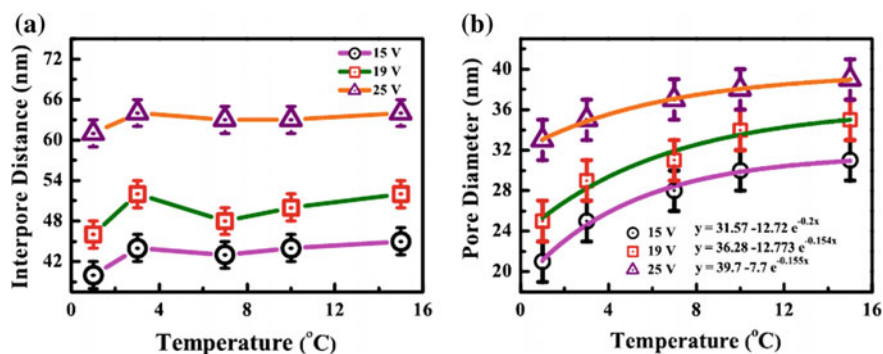 (a)
Interpore Distance (nm)
72
66
60
54
48
42
15 V
19 V
25 V
0
4
8
12
16
Temperature (°C)
(b)
Pore Diameter (nm)
40
36
32
28
24
20
15 V y = 31.57 -12.72 e^-0.2x
19 V y = 36.28 -12.773 e^-0.154x
25 V y = 39.7 -7.7 e^-0.155x
0
4
8
12
16
Temperature (°C)